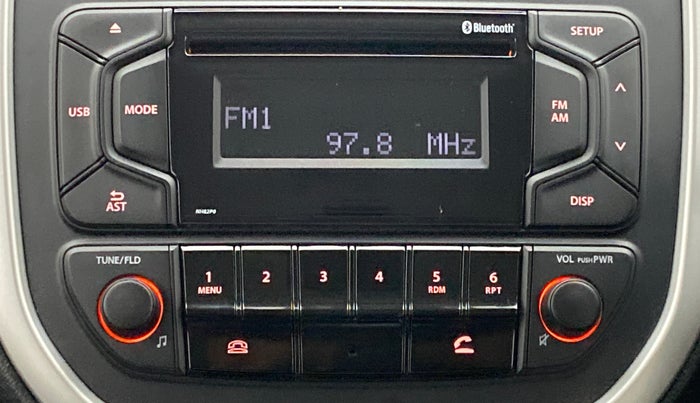 Bluetooth
SETUP
USB
MODE
FM1
97.8 MHz
FM
AM
AST
DISP
TUNE/FLD
VOL PUSH PWR
1
MENU
2
3
4
5
RDM
6
RPT